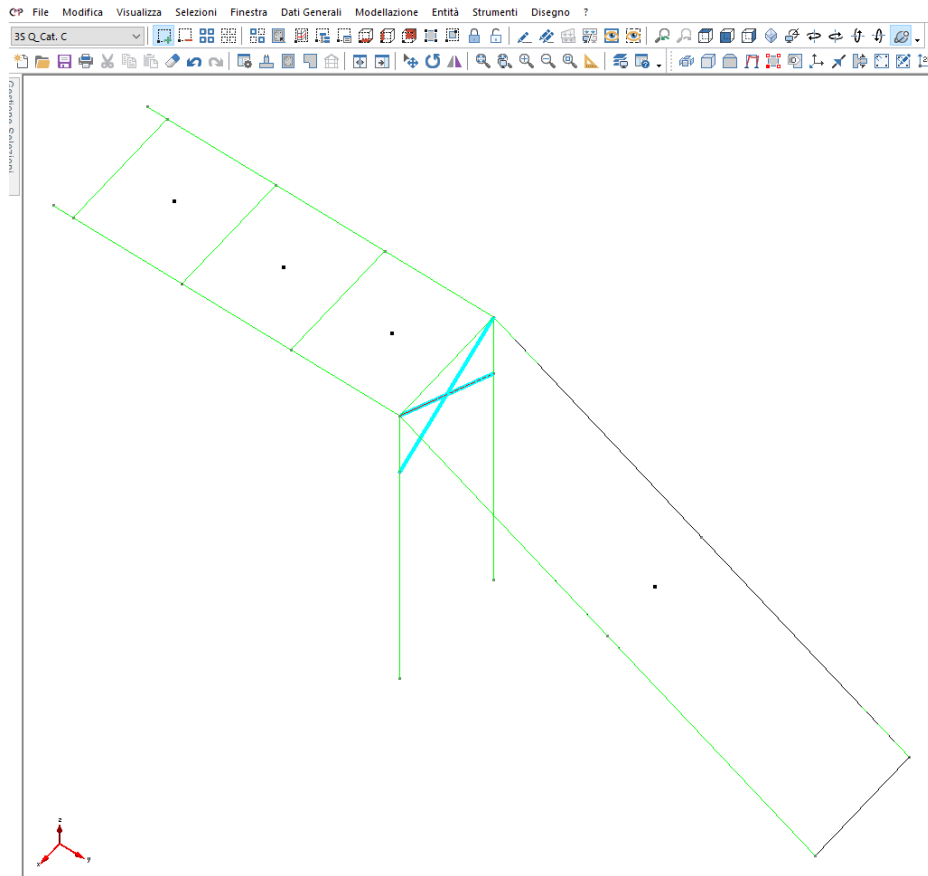 File Modifica Visualizza Selezioni Finestra Dati Generali Modellazione Entità Strumenti Disegno ?
3S Q_Cat. C
Gestione Selezioni
z
x
y